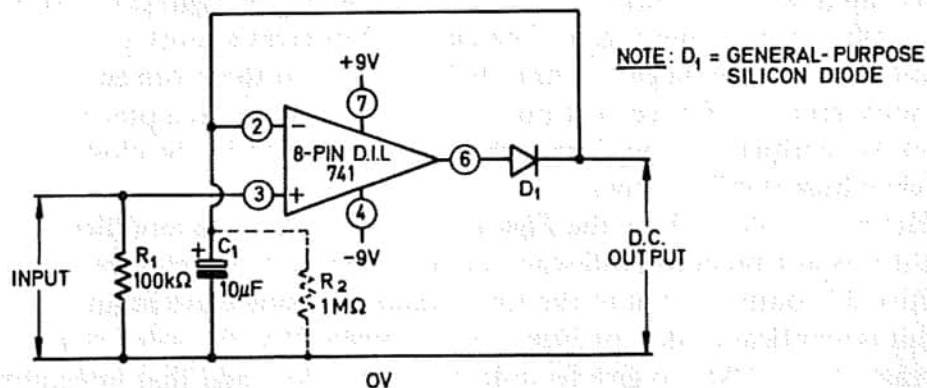 NOTE: D1 = GENERAL-PURPOSE
SILICON DIODE
+9V
7
2
-
8-PIN D.I.L
741
6
D1
3
+
4
-9V
INPUT
R1
100kΩ
+
C1
10µF
R2
1MΩ
D.C.
OUTPUT
0V